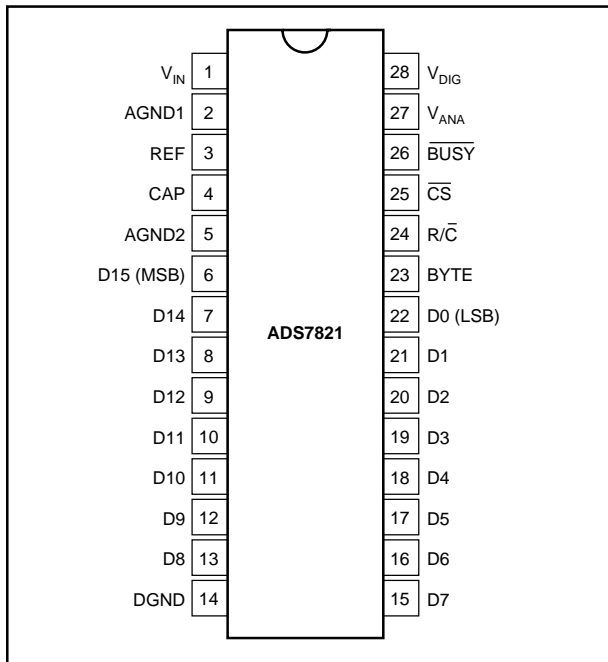 V_IN 1 28 V_DIG
AGND1 2 27 V_ANA
REF 3 26 B̅U̅S̅Y̅
CAP 4 25 C̅S̅
AGND2 5 24 R/C̅
D15 (MSB) 6 23 BYTE
D14 7 22 D0 (LSB)
ADS7821
D13 8 21 D1
D12 9 20 D2
D11 10 19 D3
D10 11 18 D4
D9 12 17 D5
D8 13 16 D6
DGND 14 15 D7